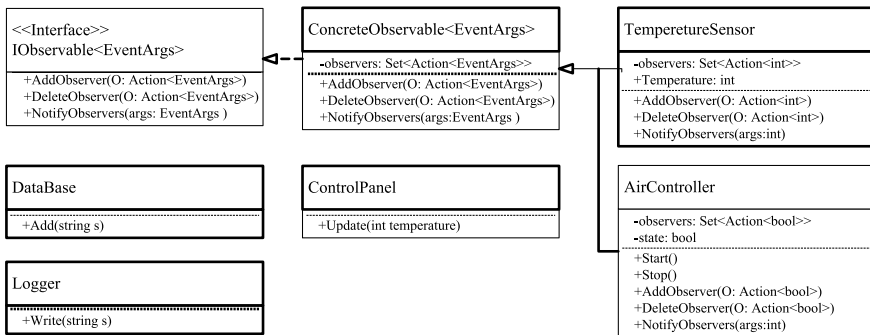 <<Interface>>
IObservable<EventArgs>
+AddObserver(O: Action<EventArgs>)
+DeleteObserver(O: Action<EventArgs>)
+NotifyObservers(args: EventArgs )
ConcreteObservable<EventArgs>
-observers: Set<Action<EventArgs>>
+AddObserver(O: Action<EventArgs>)
+DeleteObserver(O: Action<EventArgs>)
+NotifyObservers(args:EventArgs )
TemperetureSensor
-observers: Set<Action<int>>
+Temperature: int
+AddObserver(O: Action<int>)
+DeleteObserver(O: Action<int>)
+NotifyObservers(args:int)
DataBase
+Add(string s)
ControlPanel
+Update(int temperature)
AirController
-observers: Set<Action<bool>>
-state: bool
+Start()
+Stop()
+AddObserver(O: Action<bool>)
+DeleteObserver(O: Action<bool>)
+NotifyObservers(args:int)
Logger
+Write(string s)